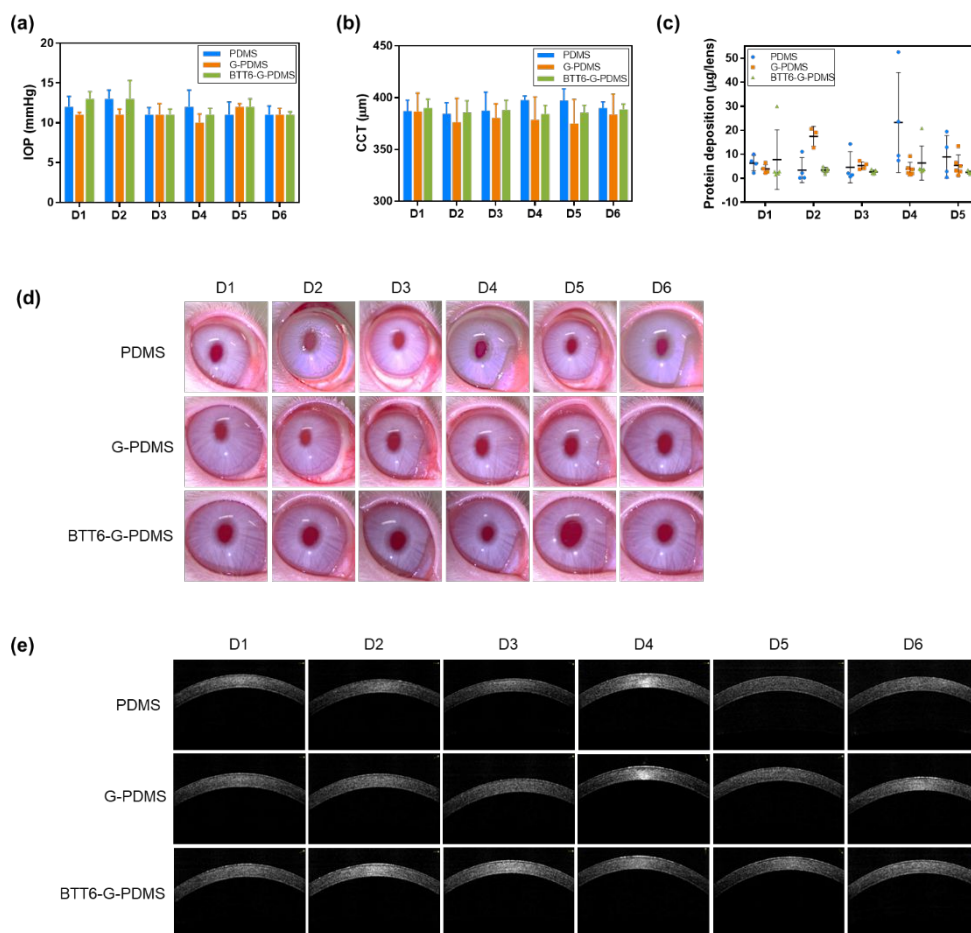 (a)
20
15
10
5
0
IOP (mmHg)
PDMS
G-PDMS
BTT6-G-PDMS
D1 D2 D3 D4 D5 D6
(b)
450
400
350
300
CCT (μm)
PDMS
G-PDMS
BTT6-G-PDMS
D1 D2 D3 D4 D5 D6
(c)
60
50
40
30
20
10
0
-10
Protein deposition (μg/lens)
PDMS
G-PDMS
BTT6-G-PDMS
D1 D2 D3 D4 D5
(d)
D1 D2 D3 D4 D5 D6
PDMS
G-PDMS
BTT6-G-PDMS
(e)
D1 D2 D3 D4 D5 D6
PDMS
G-PDMS
BTT6-G-PDMS